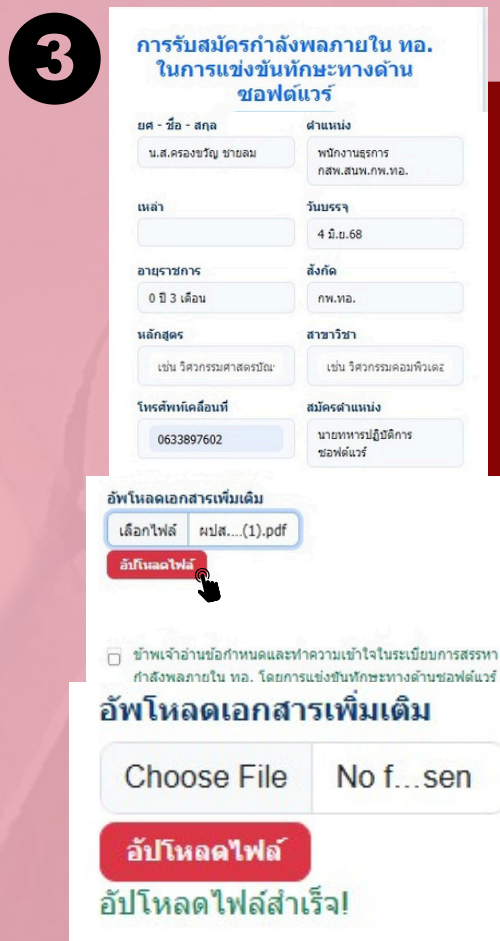 3
การรับสมัครกำลังพลภายใน ทอ.
ในการแข่งขันทักษะทางด้าน
ซอฟต์แวร์
ยศ - ชื่อ - สกุล
ตำแหน่ง
น.ส.ครองขวัญ ชายลม
พนักงานธุรการ
กสพ.สนพ.กพ.ทอ.
เหล่า
วันบรรจุ
4 มิ.ย.68
อายุราชการ
สังกัด
0 ปี 3 เดือน
กพ.ทอ.
หลักสูตร
สาขาวิชา
เช่น วิศวกรรมศาสตรบัณ
เช่น วิศวกรรมคอมพิวเตอ
โทรศัพท์เคลื่อนที่
สมัครตำแหน่ง
0633897602
นายทหารปฏิบัติการ
ซอฟต์แวร์
อัพโหลดเอกสารเพิ่มเติม
เลือกไฟล์ ผปส....(1).pdf
อัปโหลดไฟล์
ข้าพเจ้าอ่านข้อกำหนดและทำความเข้าใจในระเบียบการสรรหา
กำลังพลภายใน ทอ. โดยการแข่งขันทักษะทางด้านซอฟต์แวร์
อัพโหลดเอกสารเพิ่มเติม
Choose File No f...sen
อัปโหลดไฟล์
อัปโหลดไฟล์สำเร็จ!